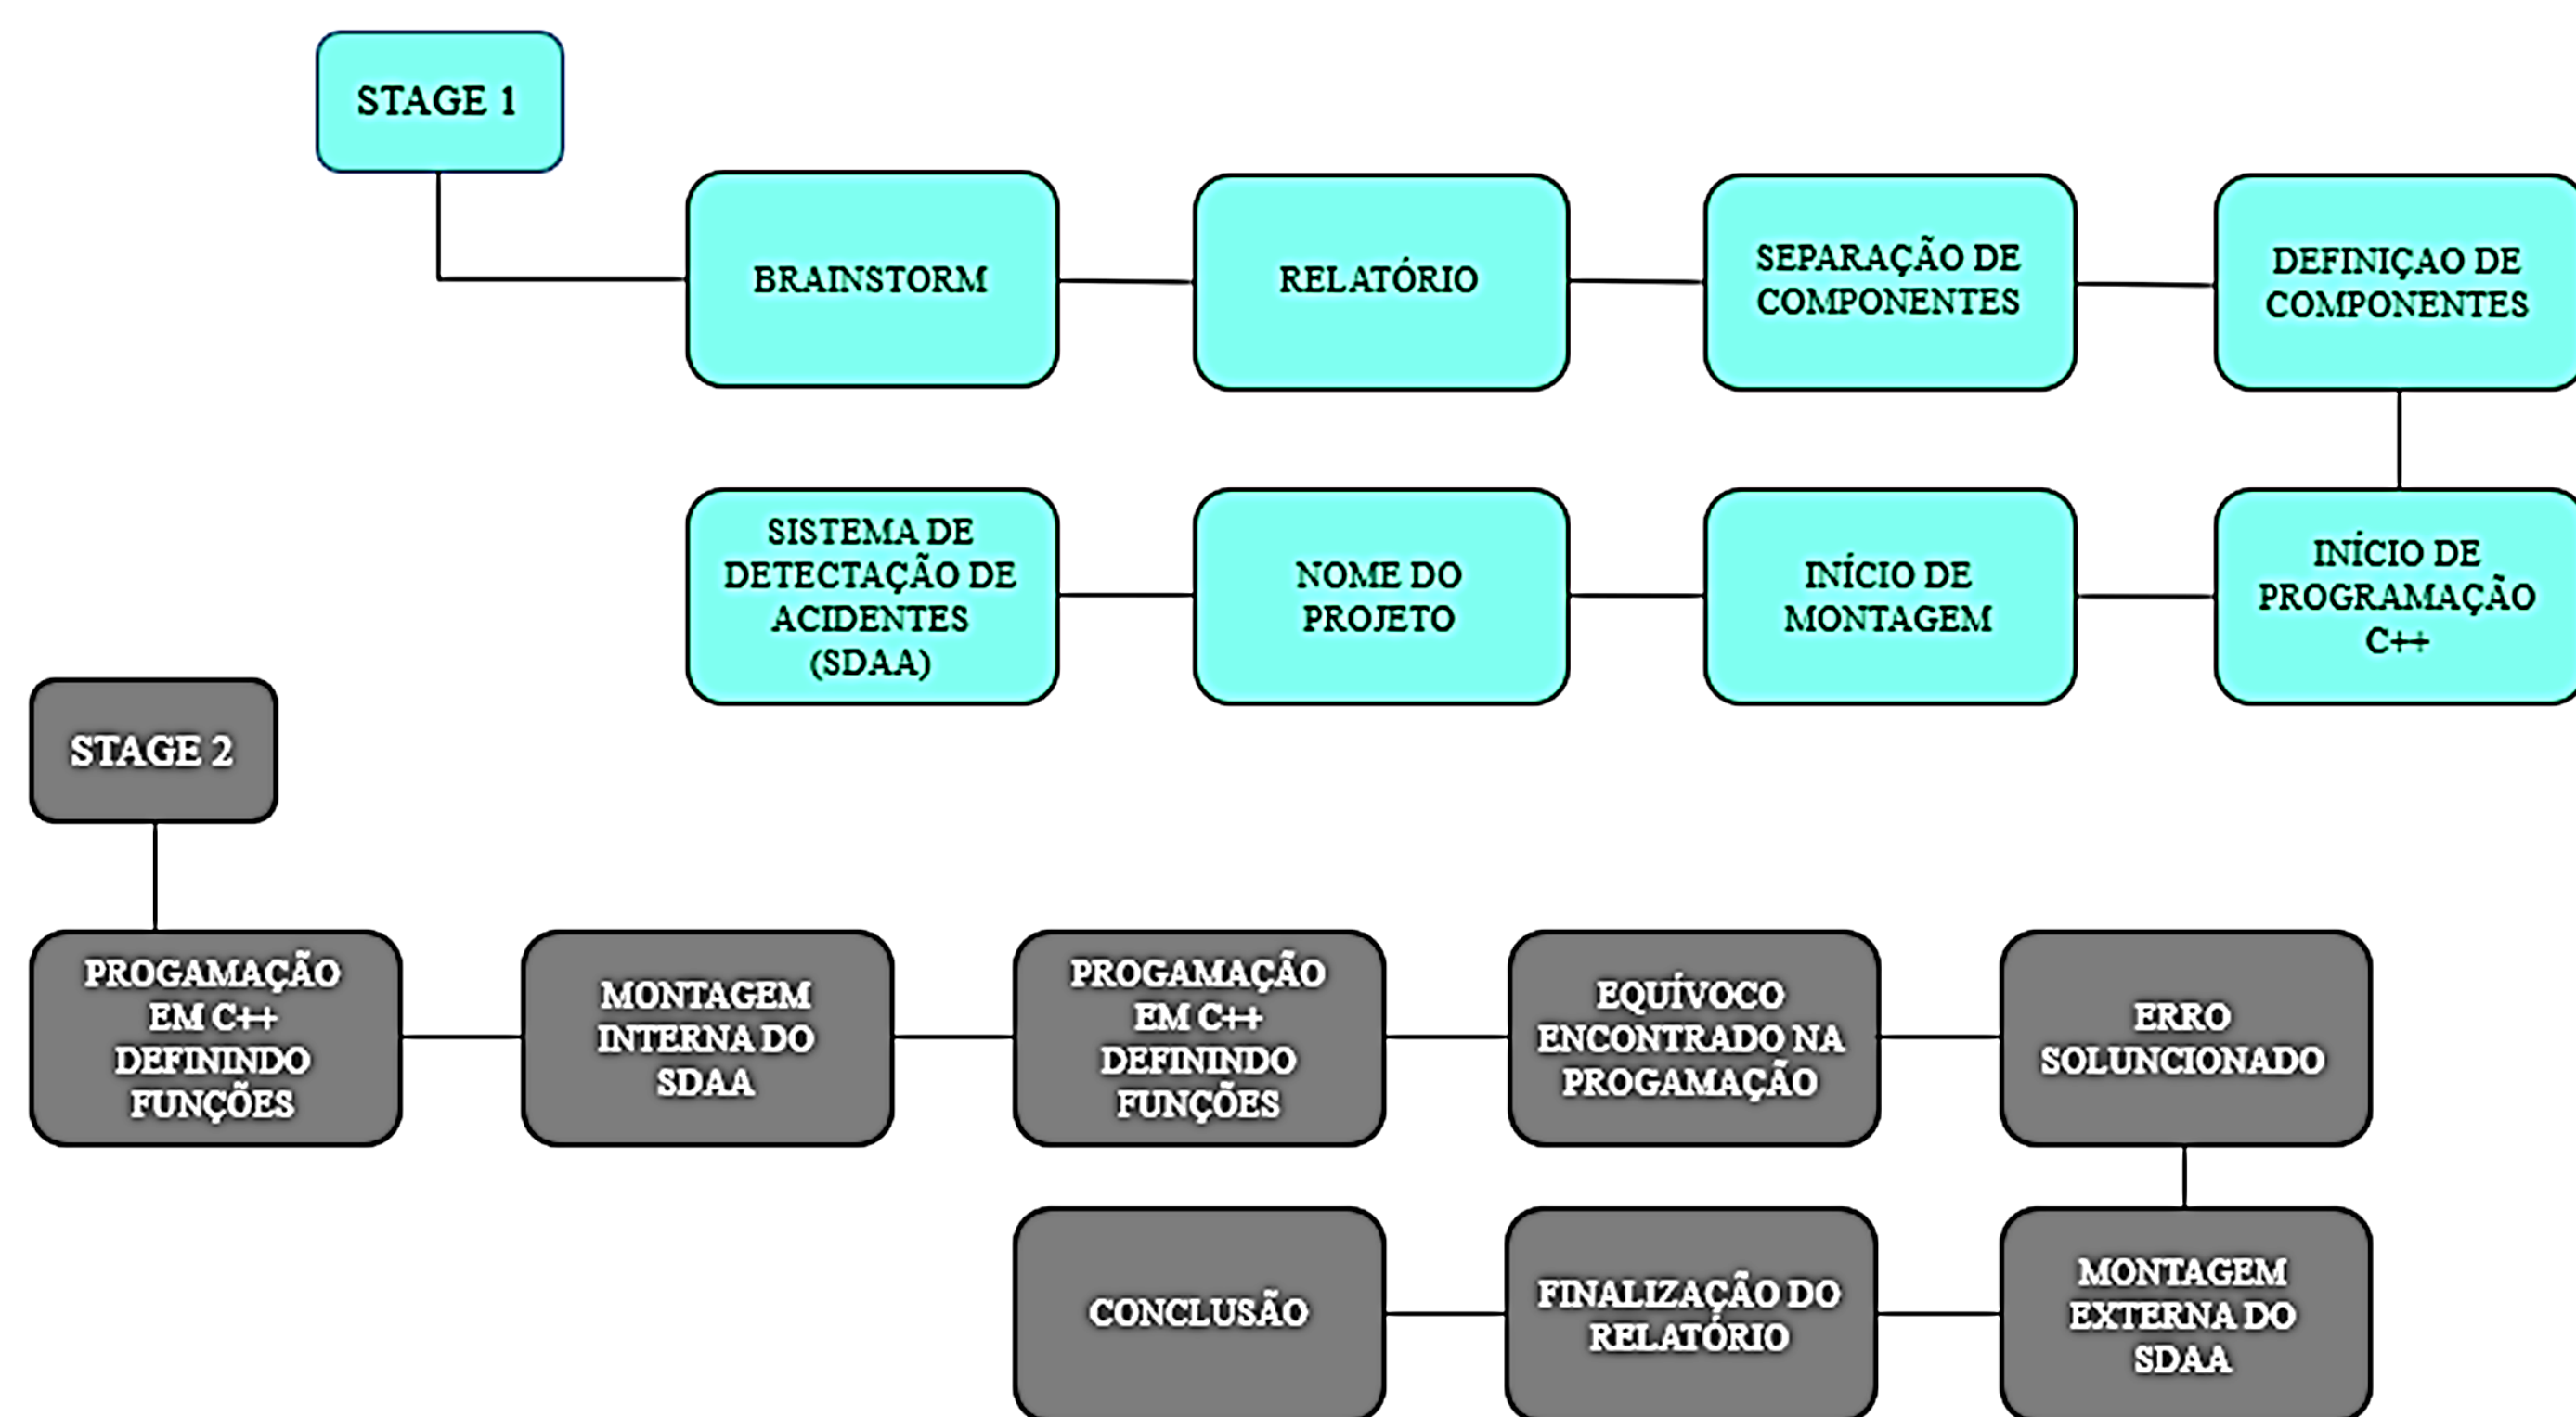 STAGE 1
BRAINSTORM
RELATÓRIO
SEPARAÇÃO DE
COMPONENTES
DEFINIÇAO DE
COMPONENTES
INÍCIO DE
PROGRAMAÇÃO
C++
INÍCIO DE
MONTAGEM
NOME DO
PROJETO
SISTEMA DE
DETECTAÇÃO DE
ACIDENTES
(SDAA)
STAGE 2
PROGAMAÇÃO
EM C++
DEFININDO
FUNÇÕES
MONTAGEM
INTERNA DO
SDAA
PROGAMAÇÃO
EM C++
DEFININDO
FUNÇÕES
EQUÍVOCO
ENCONTRADO NA
PROGAMAÇÃO
ERRO
SOLUNCIONADO
MONTAGEM
EXTERNA DO
SDAA
FINALIZAÇÃO DO
RELATÓRIO
CONCLUSÃO